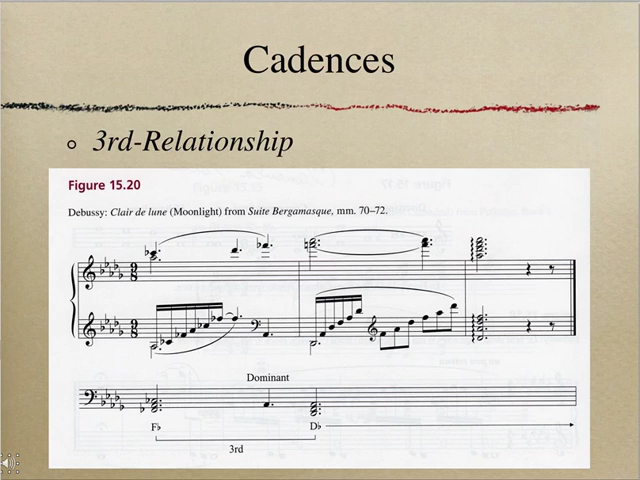 Cadences
3rd-Relationship
Figure 15.20
Debussy: Clair de lune (Moonlight) from Suite Bergamasque, mm. 70–72.
Dominant
F♭ D♭
3rd